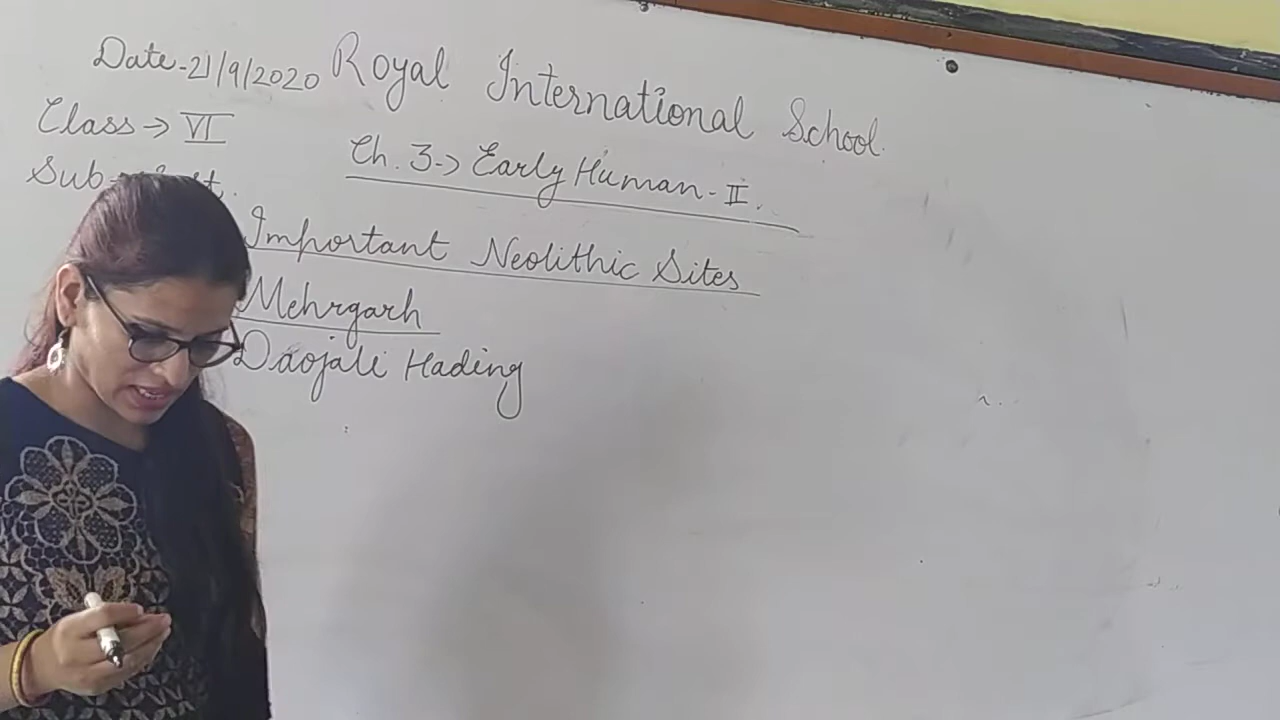 Date-21/9/2020 Royal International School.
Class → VI
Ch. 3 → Early Human - II.
Important Neolithic Sites
Mehrgarh
Daojali Hading